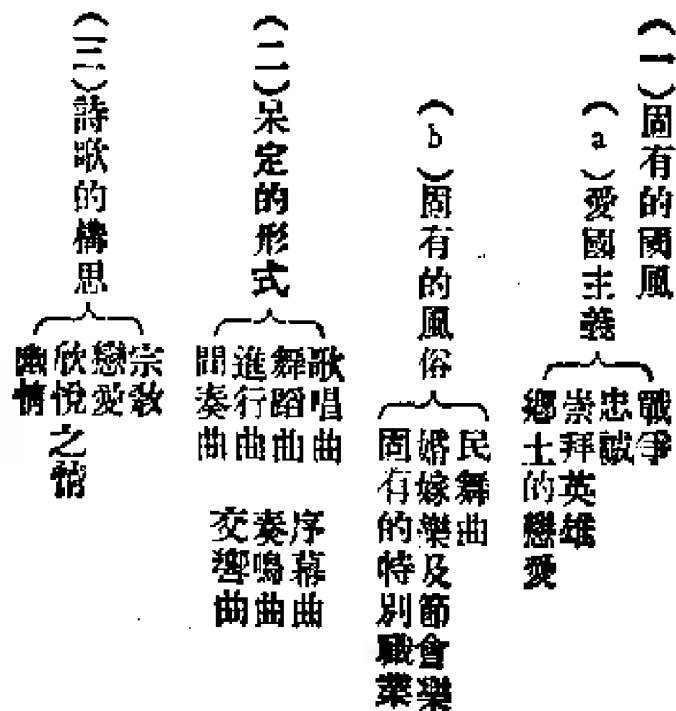 (一)固有的國風
(a)愛國主義
戰爭
忠誠
崇拜英雄
鄉土的戀愛
(b)固有的風俗
民舞曲
婚嫁樂及節會樂
固有的特別職業
(二)呆定的形式
歌唱曲
舞蹈曲
進行曲
間奏曲
序幕曲
奏鳴曲
交響曲
(三)詩歌的構思
宗敎
戀愛
欣悅之情
幽情